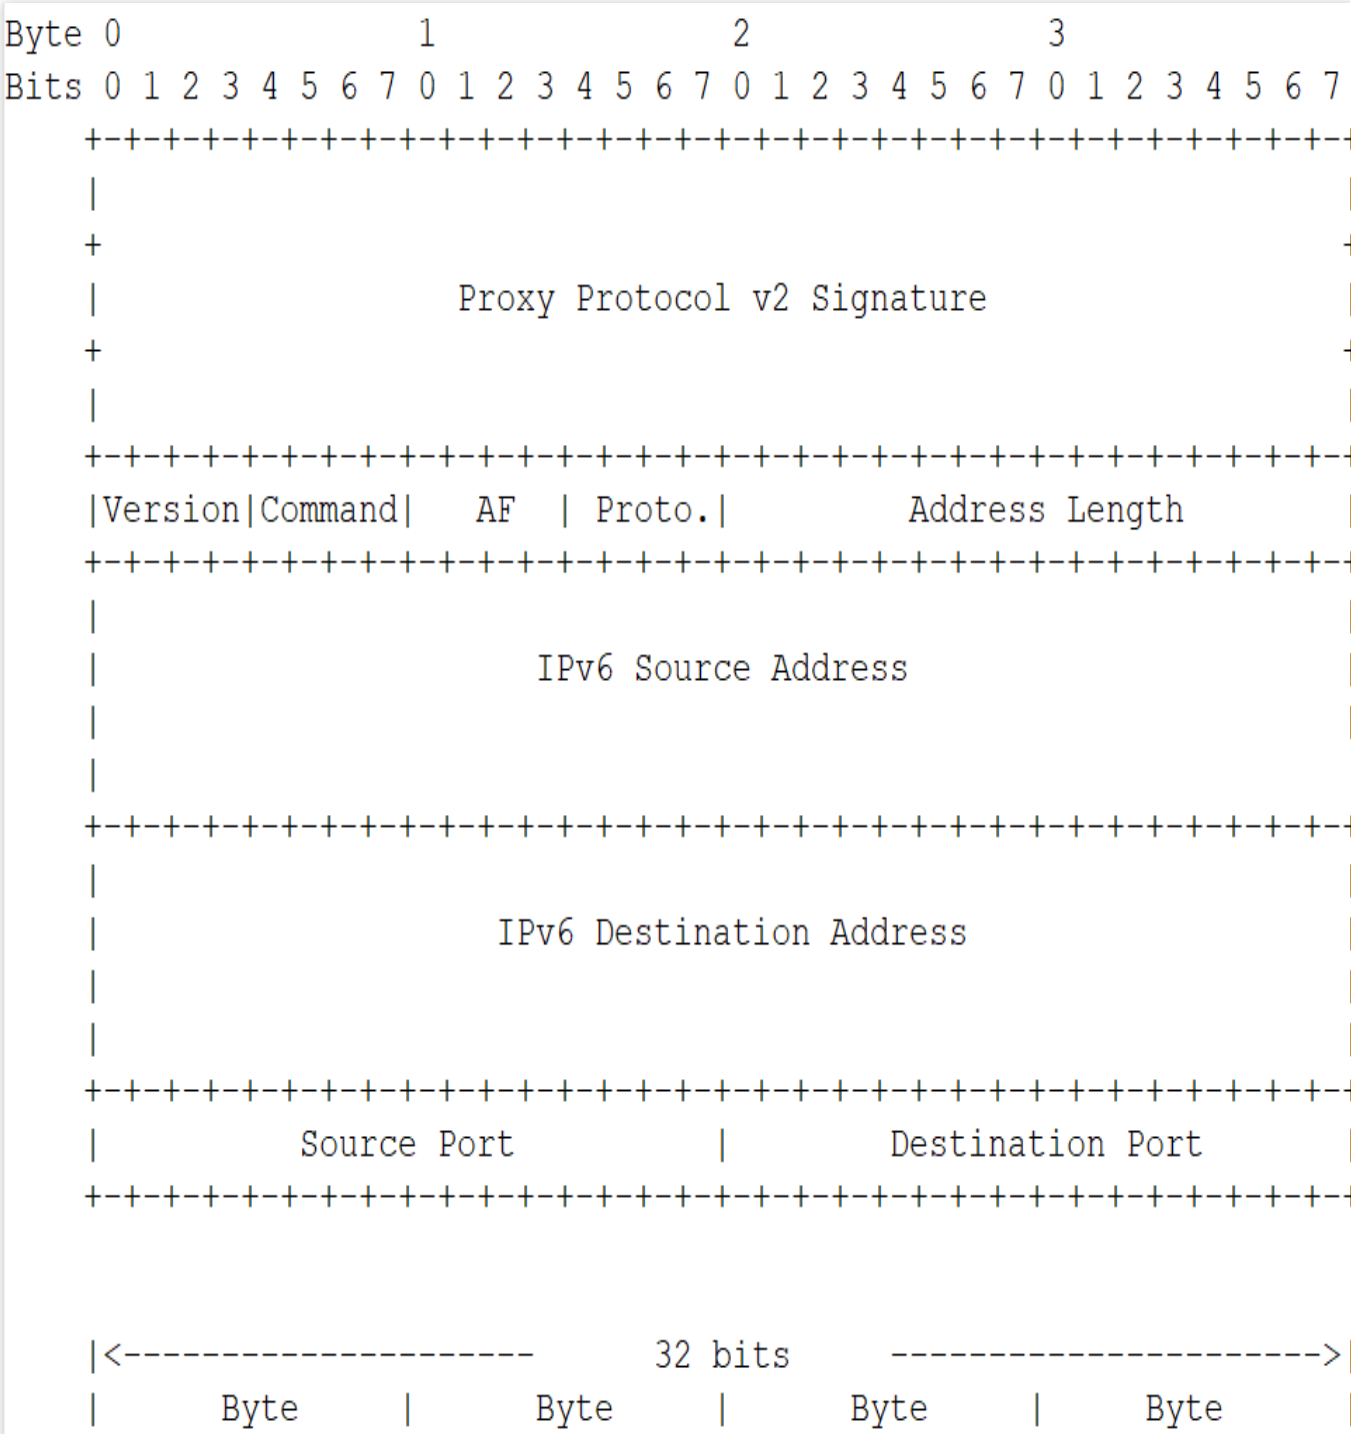 Byte 0 1 2 3
Bits 0 1 2 3 4 5 6 7 0 1 2 3 4 5 6 7 0 1 2 3 4 5 6 7 0 1 2 3 4 5 6 7
+-+-+-+-+-+-+-+-+-+-+-+-+-+-+-+-+-+-+-+-+-+-+-+-+-+-+-+-+-+-+-+-+
| |
+ +
| Proxy Protocol v2 Signature |
+ +
| |
+-+-+-+-+-+-+-+-+-+-+-+-+-+-+-+-+-+-+-+-+-+-+-+-+-+-+-+-+-+-+-+-+
|Version|Command| AF | Proto.| Address Length |
+-+-+-+-+-+-+-+-+-+-+-+-+-+-+-+-+-+-+-+-+-+-+-+-+-+-+-+-+-+-+-+-+
| |
| IPv6 Source Address |
| |
| |
+-+-+-+-+-+-+-+-+-+-+-+-+-+-+-+-+-+-+-+-+-+-+-+-+-+-+-+-+-+-+-+-+
| |
| IPv6 Destination Address |
| |
| |
+-+-+-+-+-+-+-+-+-+-+-+-+-+-+-+-+-+-+-+-+-+-+-+-+-+-+-+-+-+-+-+-+
| Source Port | Destination Port |
+-+-+-+-+-+-+-+-+-+-+-+-+-+-+-+-+-+-+-+-+-+-+-+-+-+-+-+-+-+-+-+-+
|<--------------------- 32 bits ---------------------->|
| Byte | Byte | Byte | Byte |